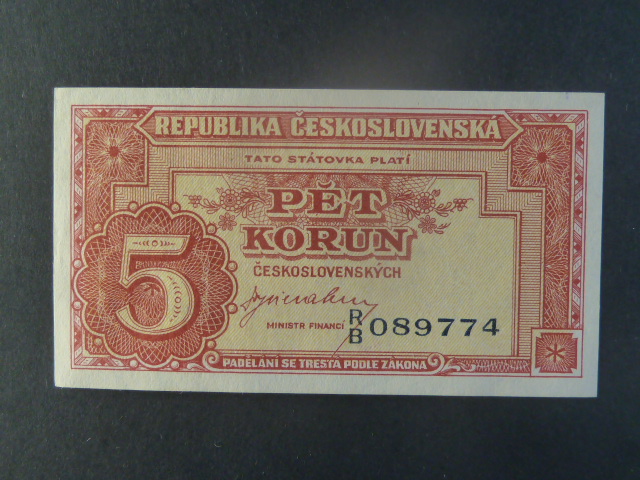 REPUBLIKA ČESKOSLOVENSKÁ
TATO STÁTOVKA PLATÍ
PĚT
KORUN
ČESKOSLOVENSKÝCH
5
MINISTR FINANCÍ
R/B 089774
PADĚLÁNÍ SE TRESTÁ PODLE ZÁKONA